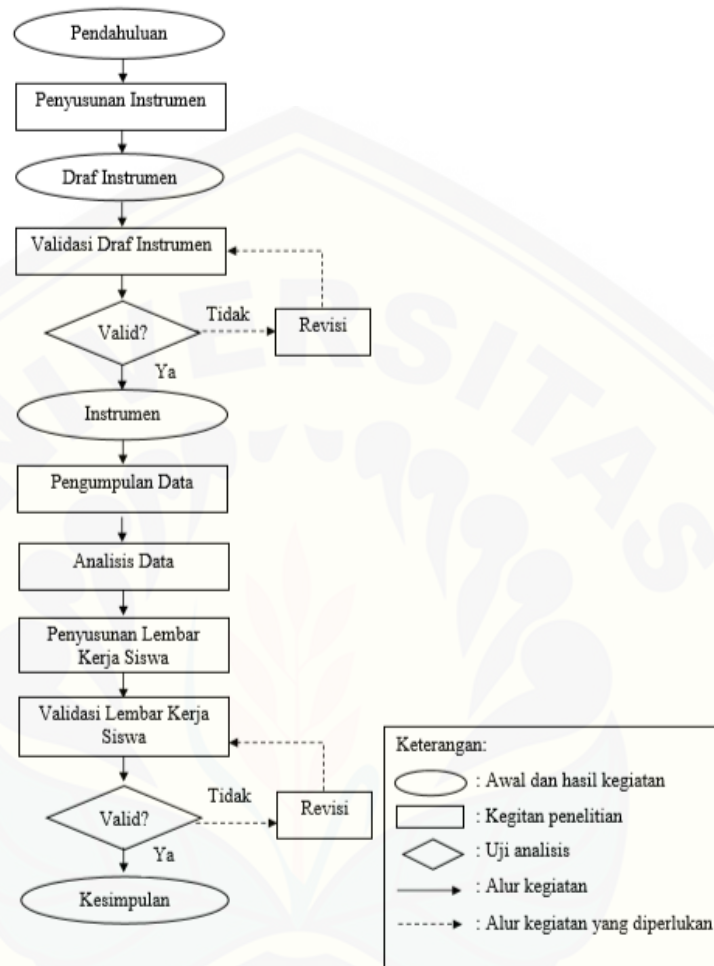 Pendahuluan
Penyusunan Instrumen
Draf Instrumen
Validasi Draf Instrumen
Valid?
Tidak
Revisi
Ya
Instrumen
Pengumpulan Data
Analisis Data
Penyusunan Lembar
Kerja Siswa
Validasi Lembar Kerja
Siswa
Valid?
Tidak
Revisi
Ya
Kesimpulan
Keterangan:
: Awal dan hasil kegiatan
: Kegitan penelitian
: Uji analisis
: Alur kegiatan
: Alur kegiatan yang diperlukan
UNIVERSITAS